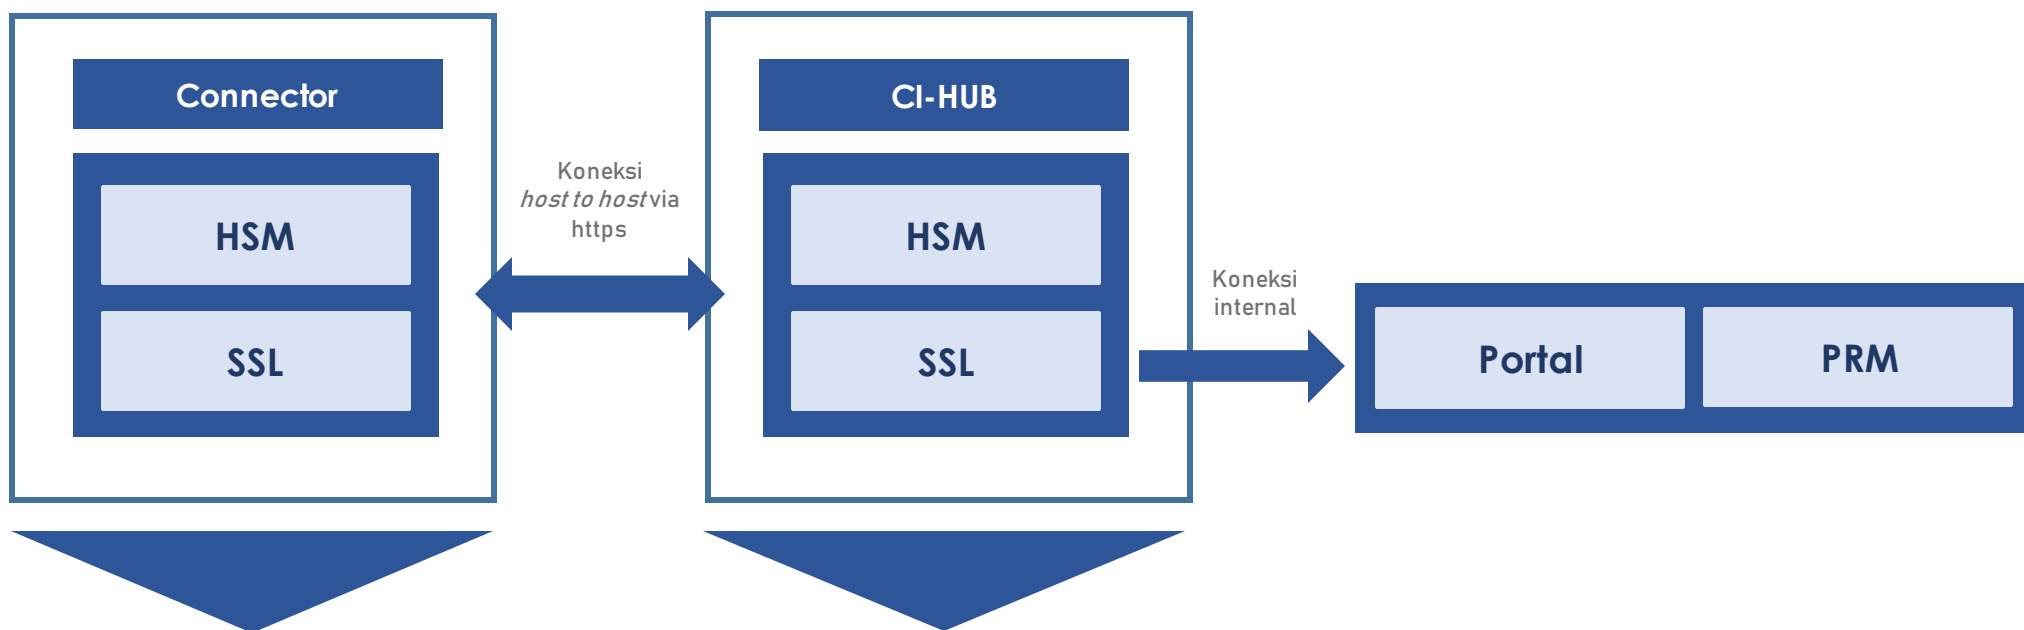 Connector
HSM
SSL
Koneksi
host to host via
https
CI-HUB
HSM
SSL
Koneksi
internal
Portal
PRM